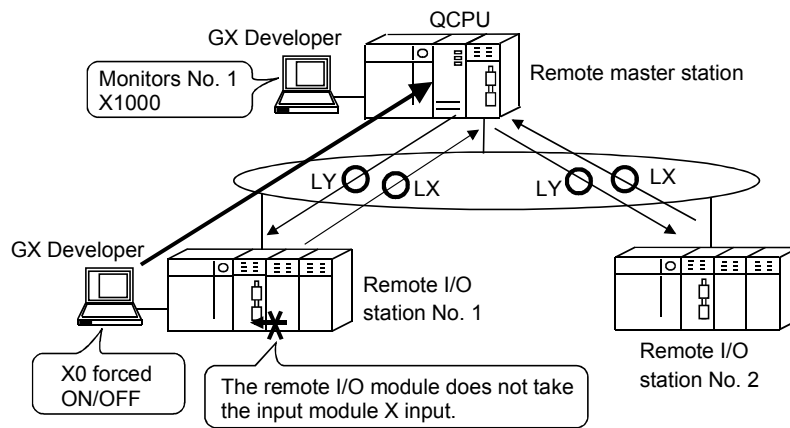 QCPU
GX Developer
Monitors No. 1
X1000
Remote master station
LY
LX
LY
LX
GX Developer
Remote I/O
station No. 1
X0 forced
ON/OFF
The remote I/O module does not take
the input module X input.
Remote I/O
station No. 2